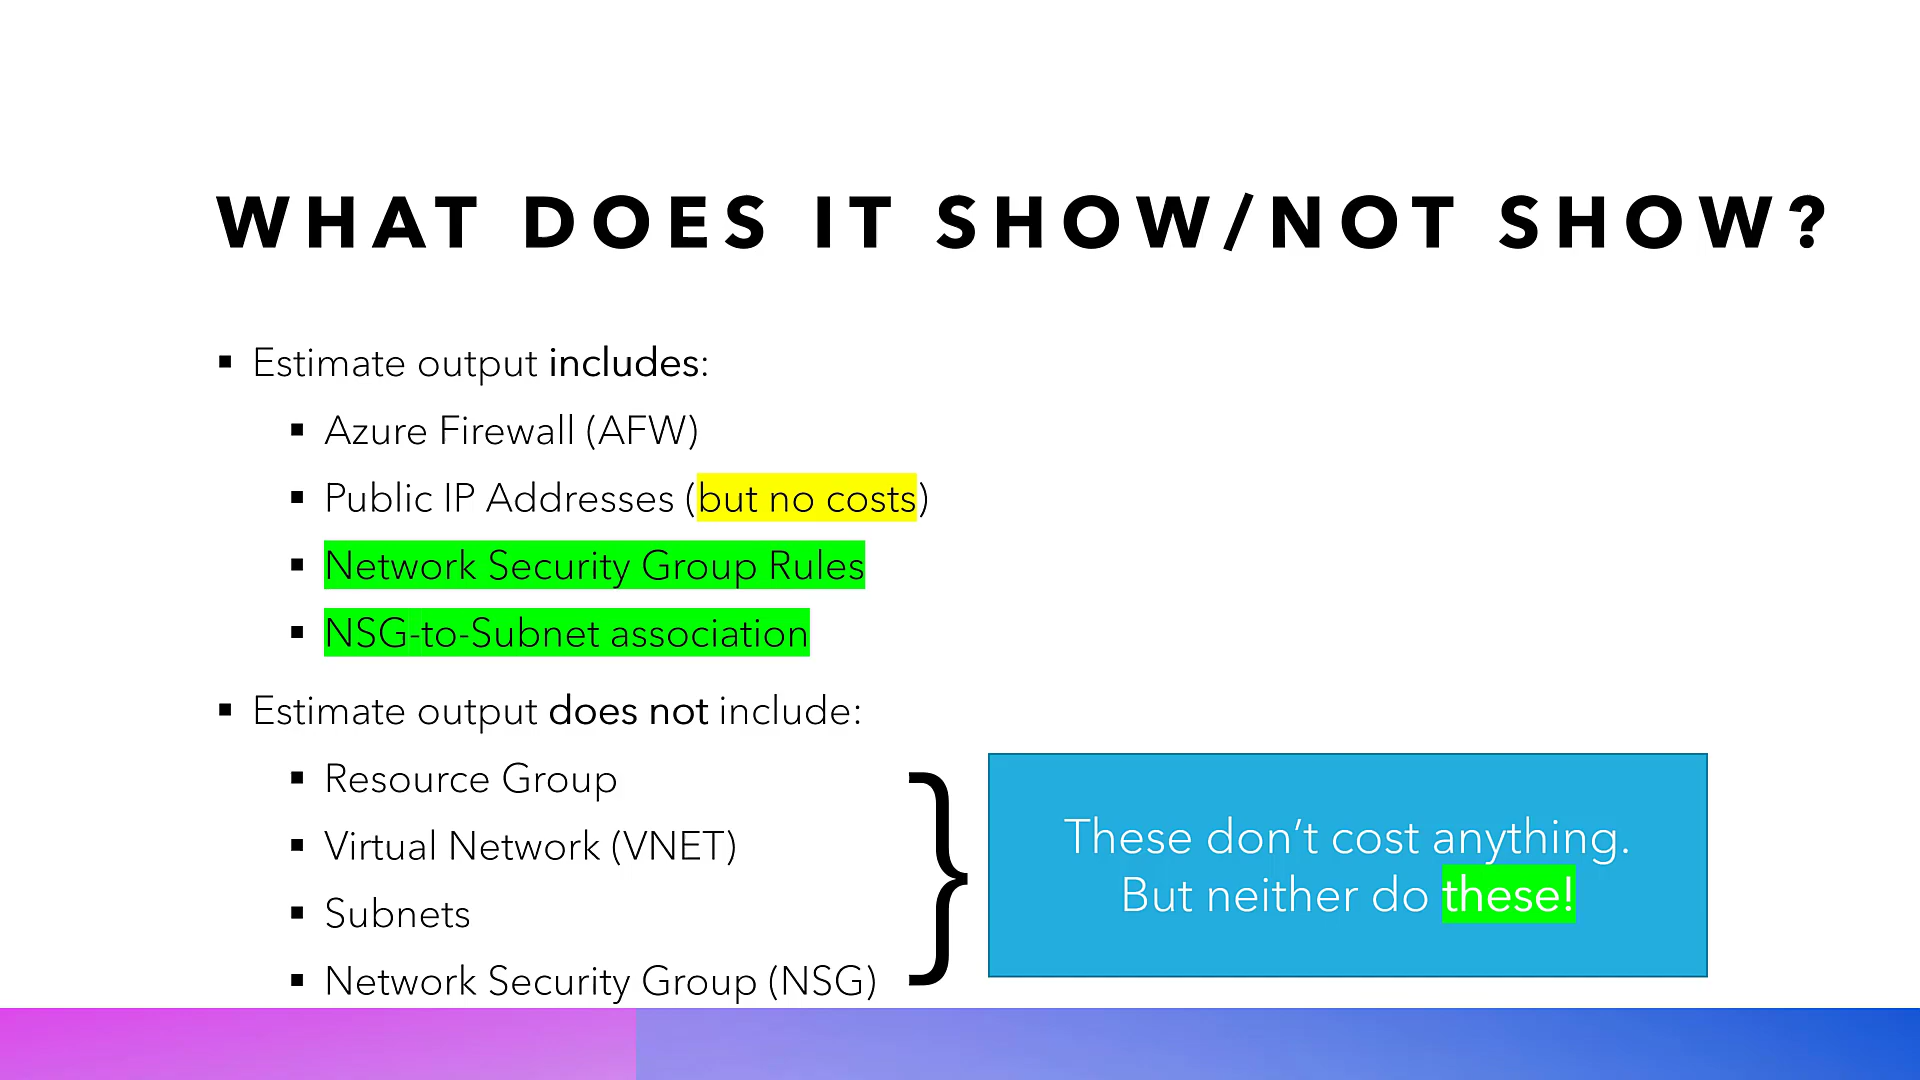 WHAT DOES IT SHOW/NOT SHOW?
Estimate output includes:
Azure Firewall (AFW)
Public IP Addresses (but no costs)
Network Security Group Rules
NSG-to-Subnet association
Estimate output does not include:
Resource Group
Virtual Network (VNET)
Subnets
Network Security Group (NSG)
These don’t cost anything.
But neither do these!